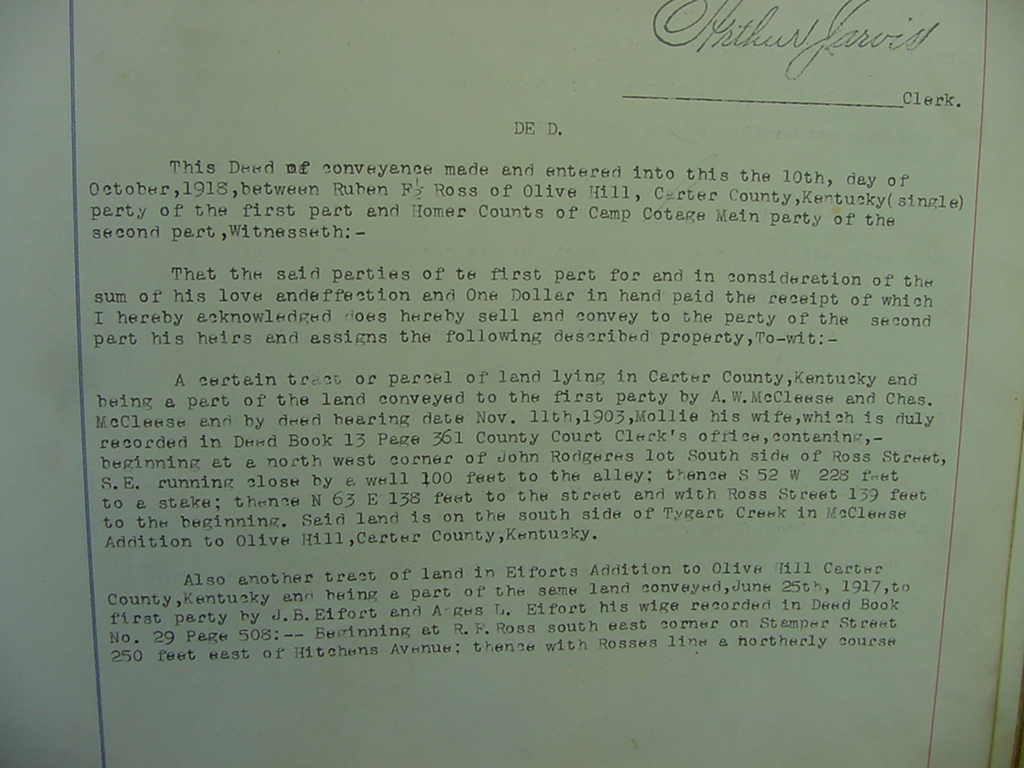 Arthur Jarvis
Clerk.
DE D.
This Deed of conveyance made and entered into this the 10th, day of
October,1918,between Ruben F. Ross of Olive Hill, Carter County,Kentucky(single)
party of the first part and Homer Counts of Camp Cotage Main party of the
second part,Witnesseth:-
That the said parties of te first part for and in consideration of the
sum of his love andeffection and One Dollar in hand paid the receipt of which
I hereby acknowledged does hereby sell and convey to the party of the second
part his heirs and assigns the following described property,To-wit:-
A certain tract or parcel of land lying in Carter County,Kentucky and
being a part of the land conveyed to the first party by A.W.McCleese and Chas.
McCleese and by deed bearing date Nov. 11th,1903,Mollie his wife,which is duly
recorded in Deed Book 13 Page 361 County Court Clerk's office,contaning,-
beginning at a north west corner of John Rodgeres lot South side of Ross Street,
S.E. running close by a well 100 feet to the alley; thence S 52 W 228 feet
to a stake; thence N 63 E 138 feet to the street and with Ross Street 139 feet
to the beginning. Said land is on the south side of Tygart Creek in McCleese
Addition to Olive Hill,Carter County,Kentucky.
Also another tract of land in Eiforts Addition to Olive Hill Carter
County,Kentucky and being a part of the same land conveyed,June 25th, 1917,to
first party by J.B.Eifort and L. Eifort his wige recorded in Deed Book
No. 29 Page 508:-- Beginning at R.F.Ross south east corner on Stamper Street
250 feet east of Hitchens Avenue; thence with Rosses line a northerly course